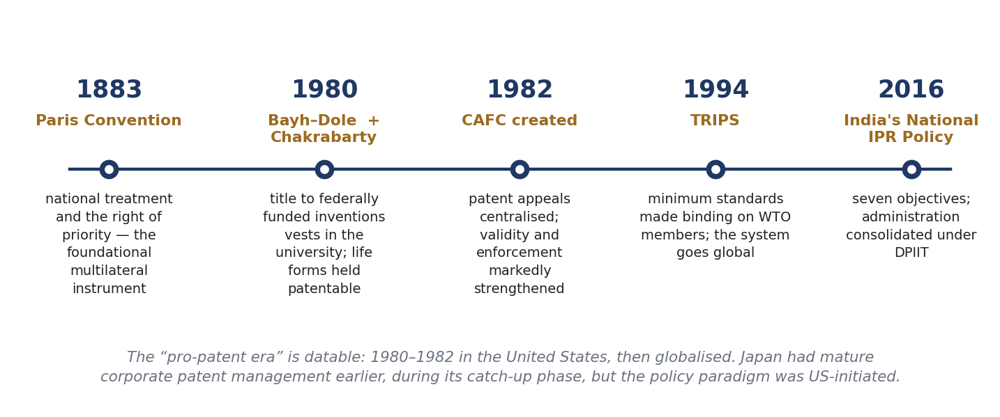 1883
Paris Convention
national treatment
and the right of
priority — the
foundational
multilateral
instrument
1980
Bayh–Dole +
Chakrabarty
title to federally
funded inventions
vests in the
university; life
forms held
patentable
1982
CAFC created
patent appeals
centralised;
validity and
enforcement
markedly
strengthened
1994
TRIPS
minimum standards
made binding on WTO
members; the system
goes global
2016
India's National
IPR Policy
seven objectives;
administration
consolidated under
DPIIT
The “pro-patent era” is datable: 1980–1982 in the United States, then globalised. Japan had mature
corporate patent management earlier, during its catch-up phase, but the policy paradigm was US-initiated.